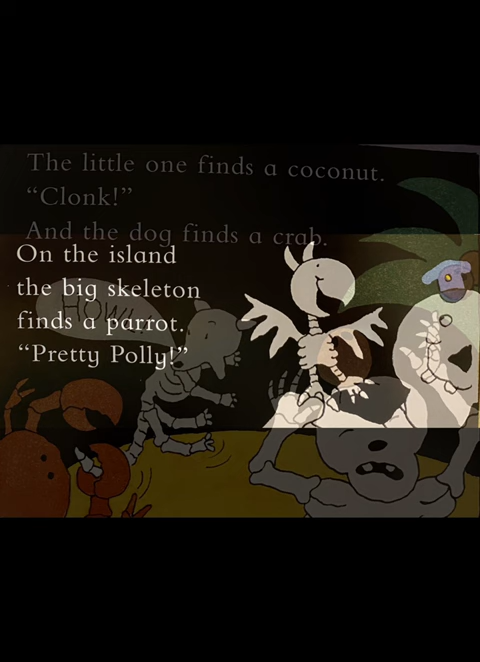 The little one finds a coconut.
“Clonk!”
And the dog finds a crab.
On the island
the big skeleton
finds a parrot.
“Pretty Polly!”